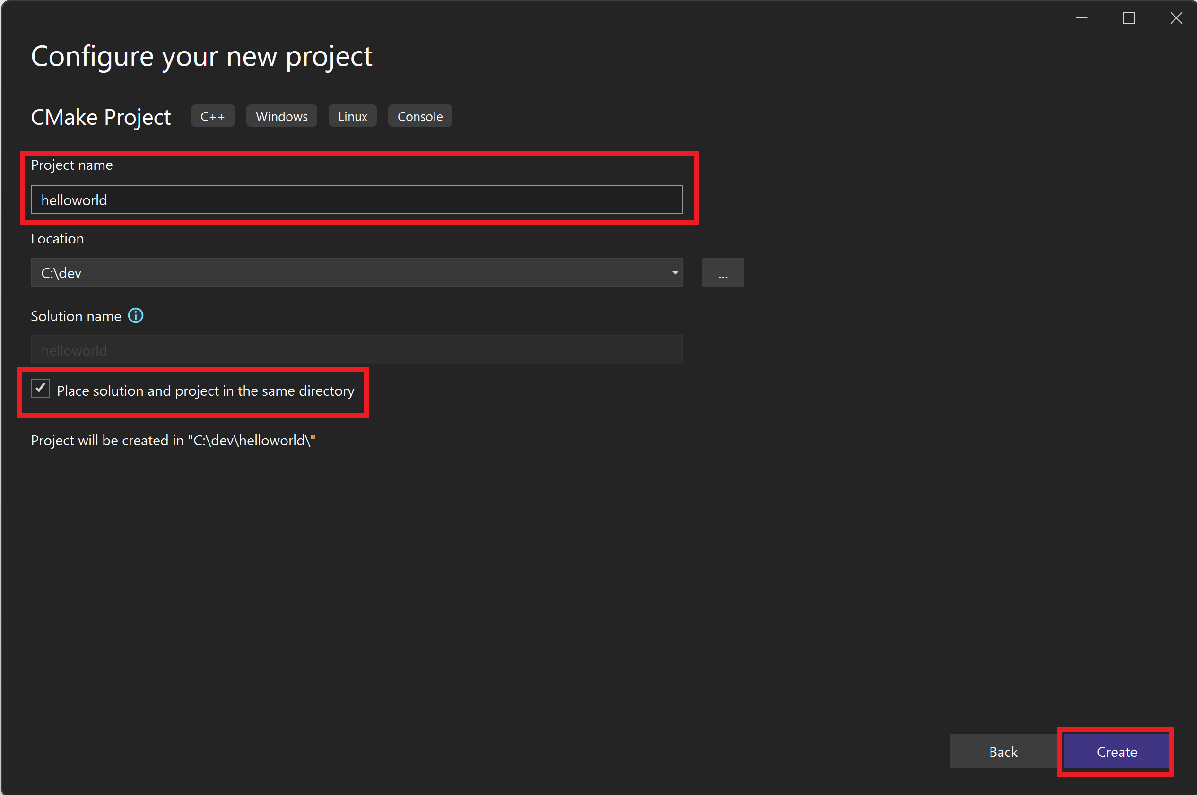 Configure your new project
CMake Project C++ Windows Linux Console
Project name
helloworld
Location
C:\dev
...
Solution name
helloworld
Place solution and project in the same directory
Project will be created in "C:\dev\helloworld\"
Back Create